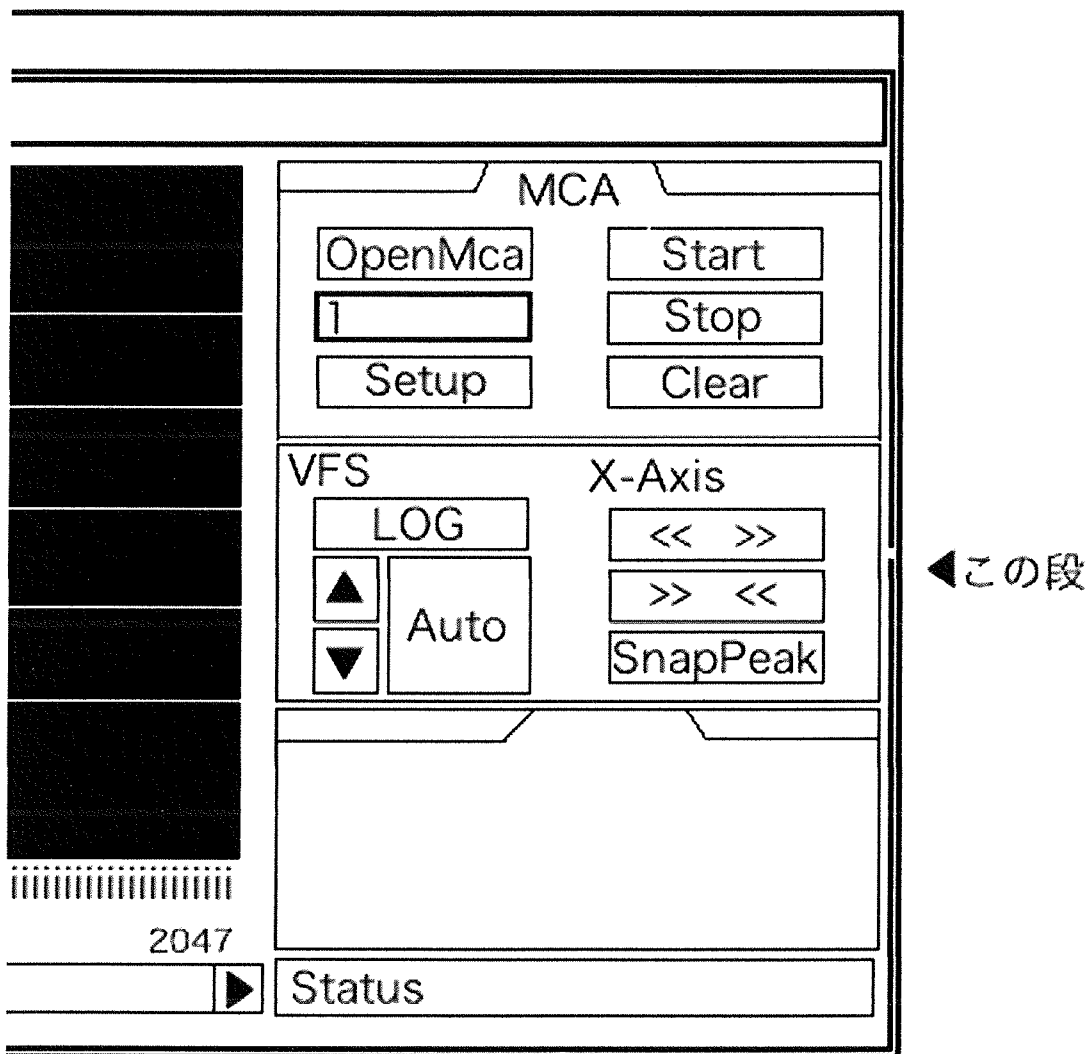 MCA
OpenMca Start
1 Stop
Setup Clear
VFS X-Axis
LOG << >>
▲ >> <<
Auto
▼ SnapPeak
◀この段
2047
▶ Status